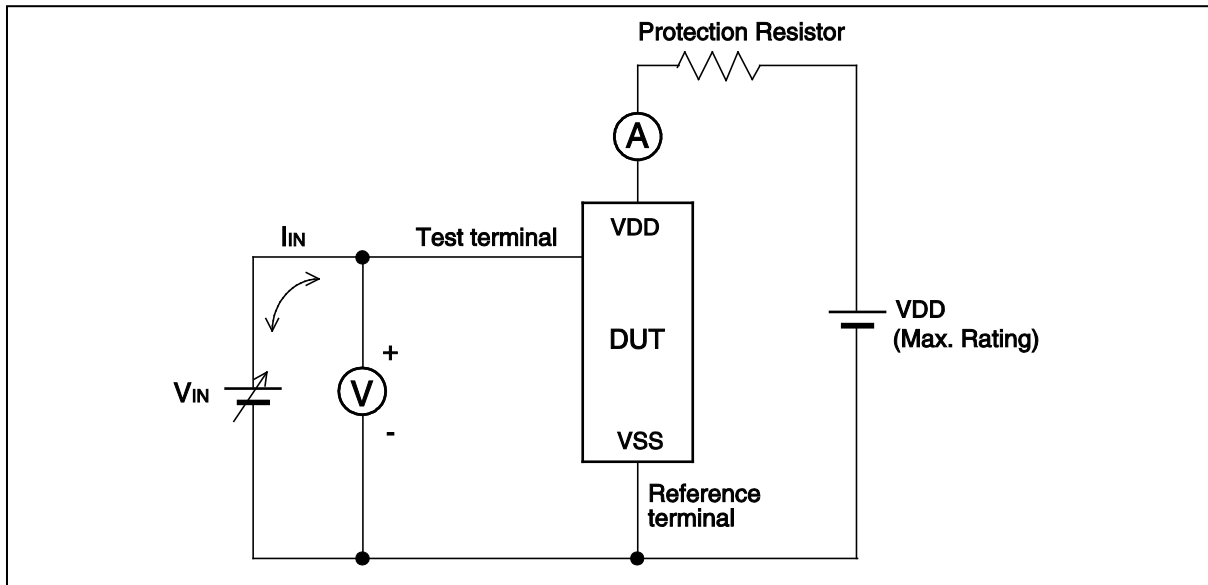 Protection Resistor
A
VDD
IIN
Test terminal
VDD
(Max. Rating)
DUT
+
VIN
V
-
VSS
Reference
terminal